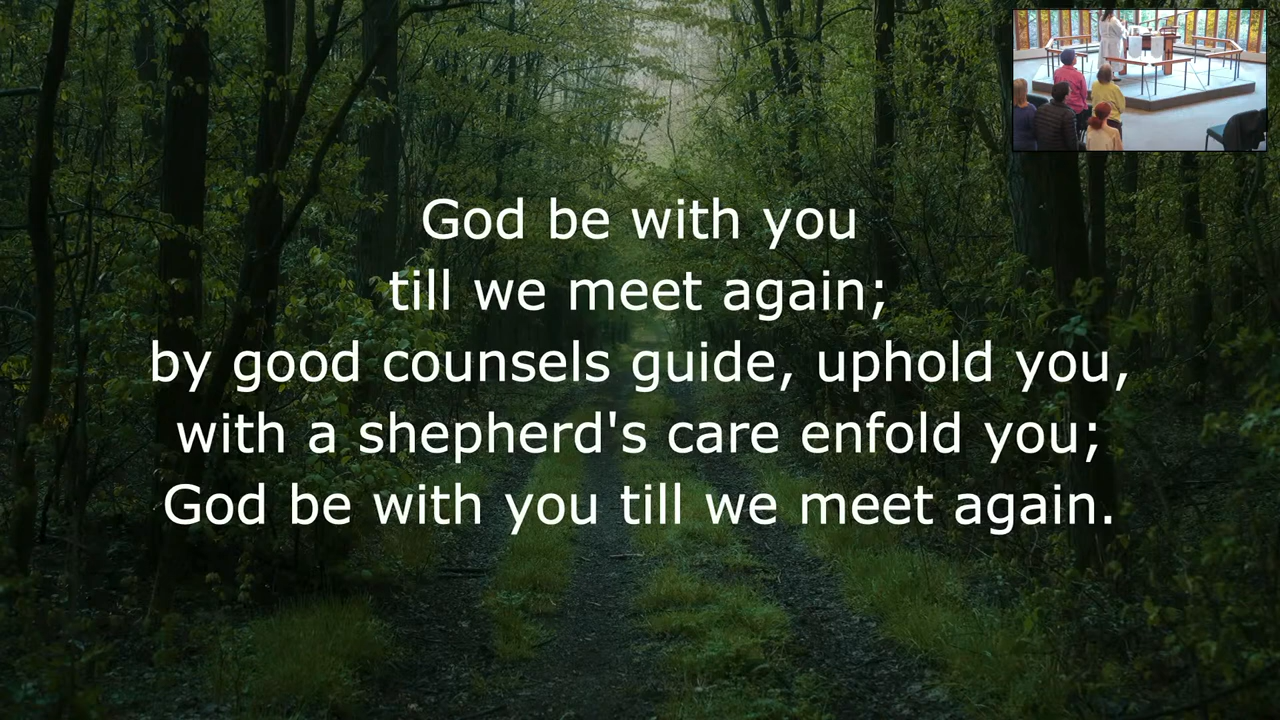 God be with you
till we meet again;
by good counsels guide, uphold you,
with a shepherd's care enfold you;
God be with you till we meet again.